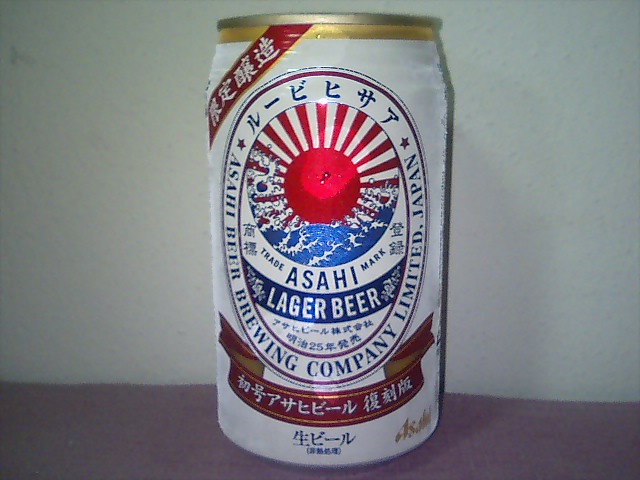 限定醸造
ルービヒサア
ASAHI BEER BREWING COMPANY LIMITED, JAPAN
商標 登録
TRADE MARK
ASAHI
LAGER BEER
アサヒビール株式会社
明治25年発売
初号アサヒビール 復刻版
生ビール
(非熱処理)
Asahi